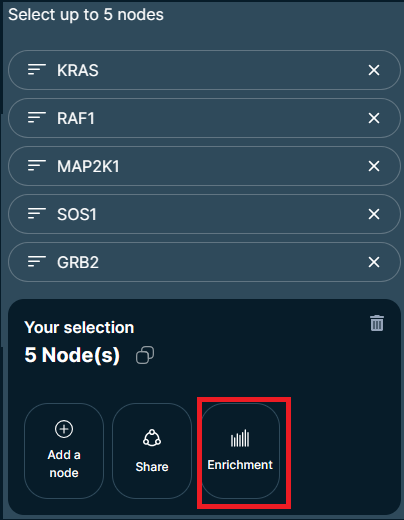 Select up to 5 nodes
KRAS
RAF1
MAP2K1
SOS1
GRB2
Your selection
5 Node(s)
Add a
node
Share
Enrichment